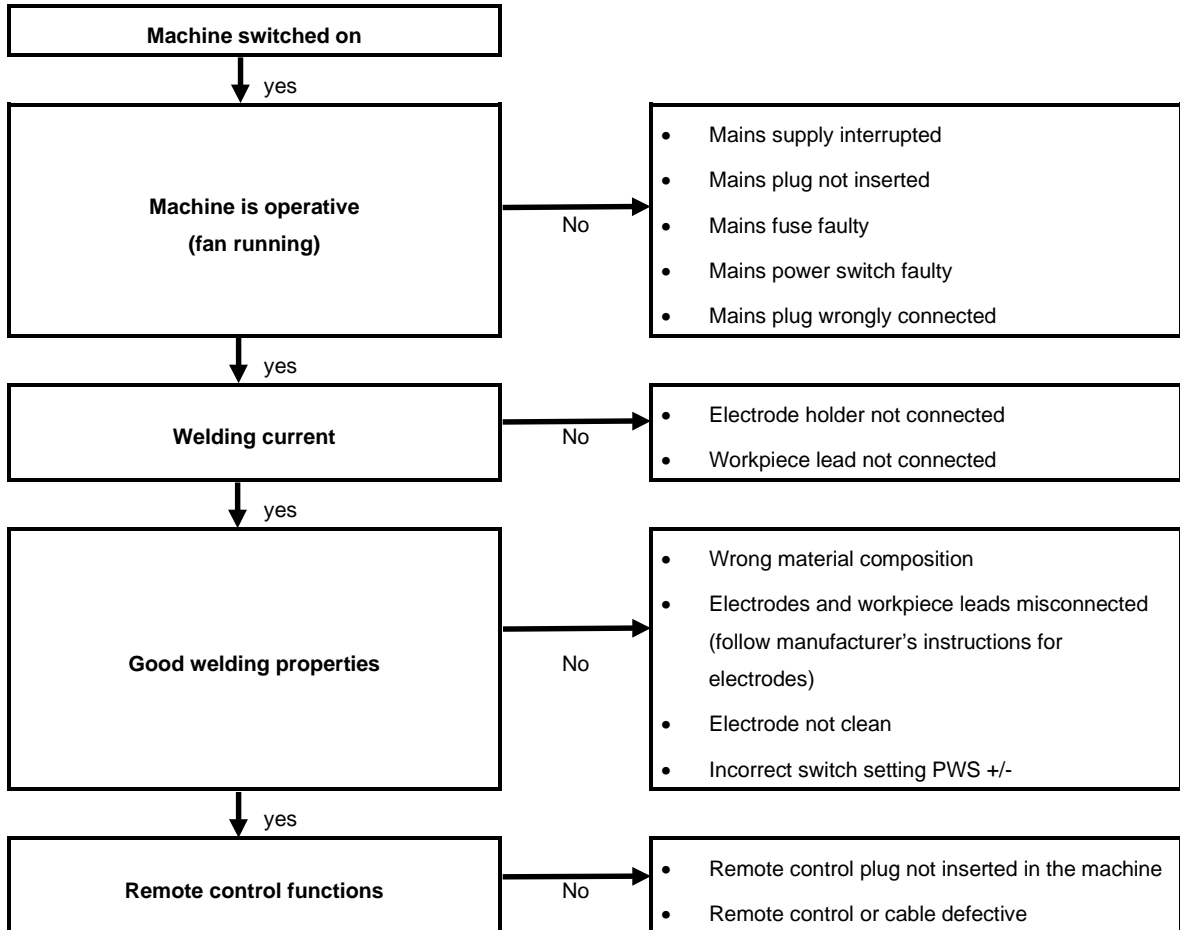 Machine switched on
yes
Machine is operative
(fan running)
No
• Mains supply interrupted
• Mains plug not inserted
• Mains fuse faulty
• Mains power switch faulty
• Mains plug wrongly connected
yes
Welding current
No
• Electrode holder not connected
• Workpiece lead not connected
yes
Good welding properties
No
• Wrong material composition
• Electrodes and workpiece leads misconnected
(follow manufacturer’s instructions for
electrodes)
• Electrode not clean
• Incorrect switch setting PWS +/-
yes
Remote control functions
No
• Remote control plug not inserted in the machine
• Remote control or cable defective